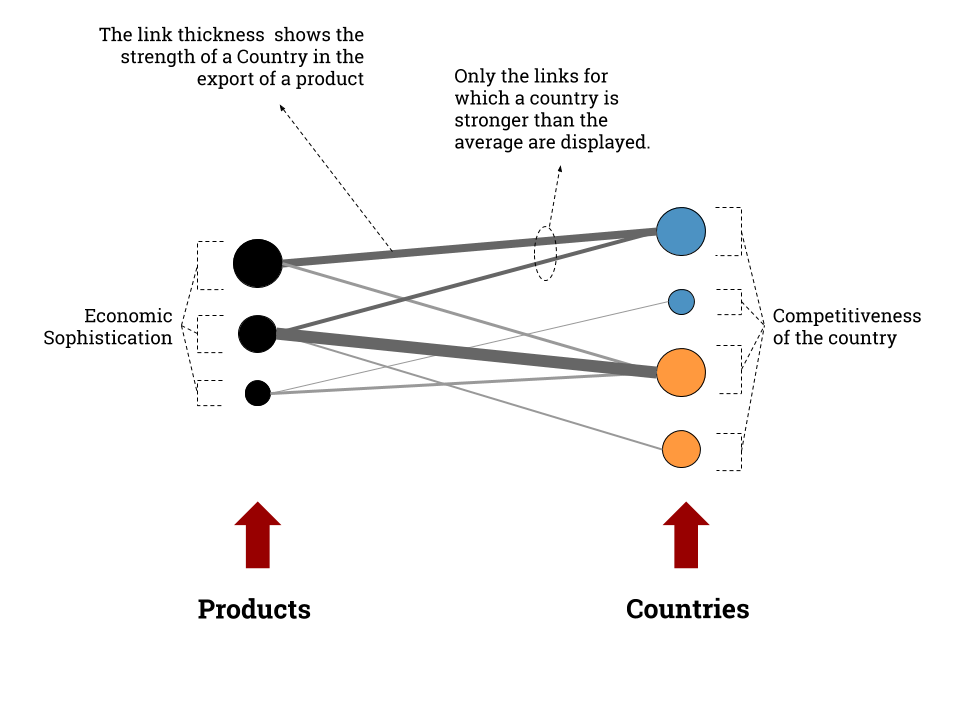 The link thickness  shows the
strength of a Country in the
export of a product
Only the links for
which a country is
stronger than the
average are displayed.
Economic
Sophistication
Competitiveness
of the country
Products
Countries